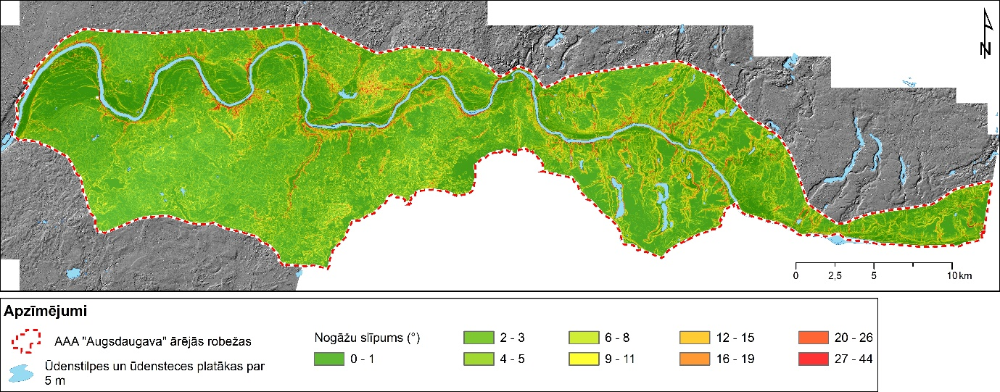 N
0 2,5 5 10 km
Apzīmējumi
AAA "Augsdaugava" ārējās robežas
Ūdenstilpes un ūdensteces platākas par
5 m
Nogāžu slīpums (°)
0 - 1
2 - 3
4 - 5
6 - 8
9 - 11
12 - 15
16 - 19
20 - 26
27 - 44